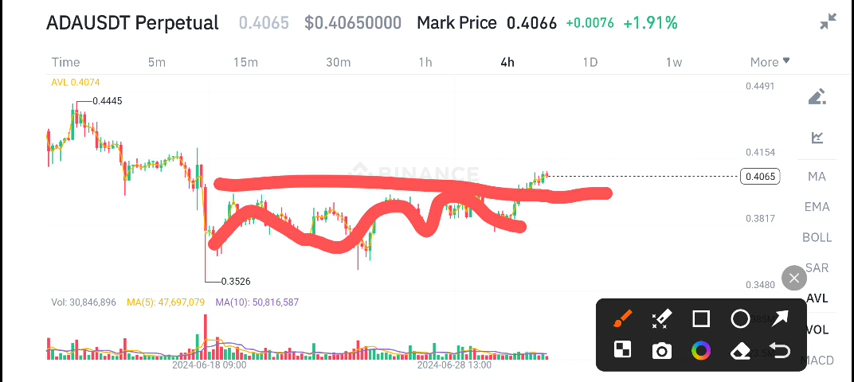 ADAUSDT Perpetual 0.4065 $0.40650000 Mark Price 0.4066 +0.0076 +1.91%
Time 5m 15m 30m 1h 4h 1D 1w More
AVL 0.4074
0.4491
0.4445
0.4154
BINANCE
0.4065
MA
EMA
0.3817
BOLL
SAR
0.3526
0.3480
Vol: 30,846,896 MA(5): 47,697,079 MA(10): 50,816,587
AVL
VOL
MACD
2024-06-18 09:00 2024-06-28 13:00